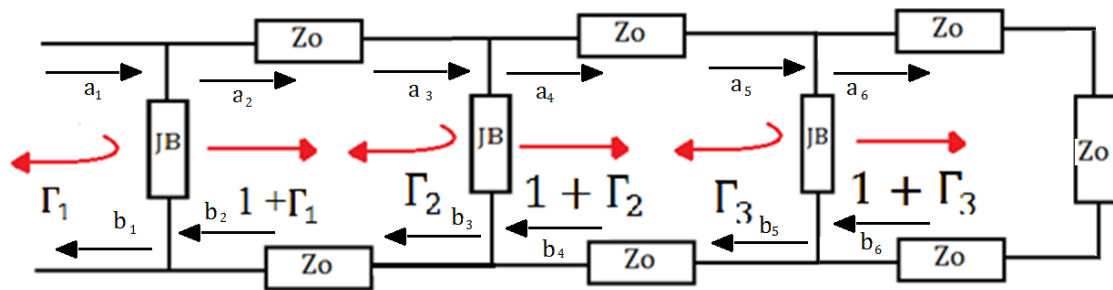 Zo
Zo
Zo
a₁
a₂
a₃
a₄
a₅
a₆
JB
JB
JB
Zo
Γ₁
1 +Γ₁
Γ₂
1 + Γ₂
Γ₃
1 + Γ₃
b₁
b₂
b₃
b₄
b₅
b₆
Zo
Zo
Zo